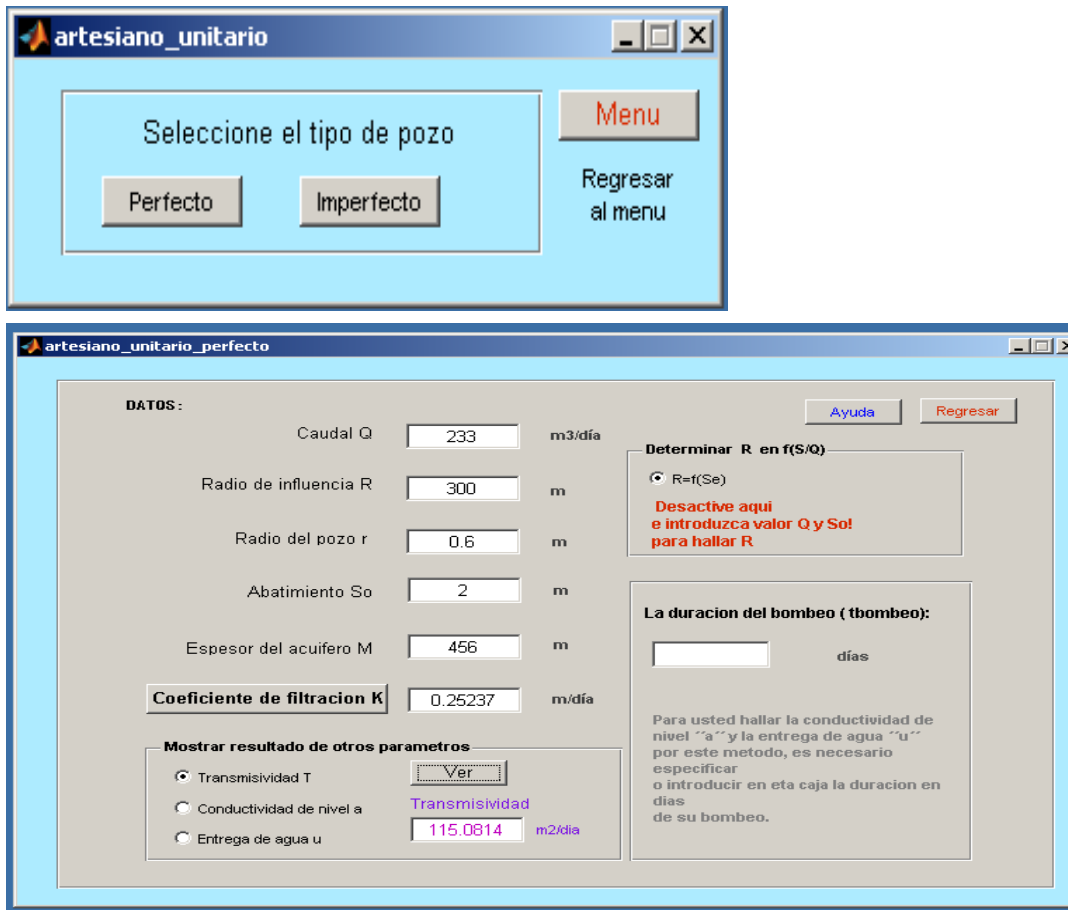 artesiano_unitario
Seleccione el tipo de pozo
Perfecto
Imperfecto
Menu
Regresar
al menu
artesiano_unitario_perfecto
DATOS:
Ayuda
Regresar
Caudal Q 233 m3/día
Radio de influencia R 300 m
Radio del pozo r 0.6 m
Abatimiento So 2 m
Espesor del acuifero M 456 m
Coeficiente de filtracion K 0.25237 m/día
Determinar R en f(S/Q)
R=f(Se)
Desactive aqui
e introduzca valor Q y So!
para hallar R
La duracion del bombeo ( tbombeo):
días
Para usted hallar la conductividad de
nivel ´´a´´ y la entrega de agua ´´u´´
por este metodo, es necesario
especificar
o introducir en eta caja la duracion en
dias
de su bombeo.
Mostrar resultado de otros parametros
Transmisividad T
Conductividad de nivel a
Entrega de agua u
Ver
Transmisividad
115.0814 m2/dia